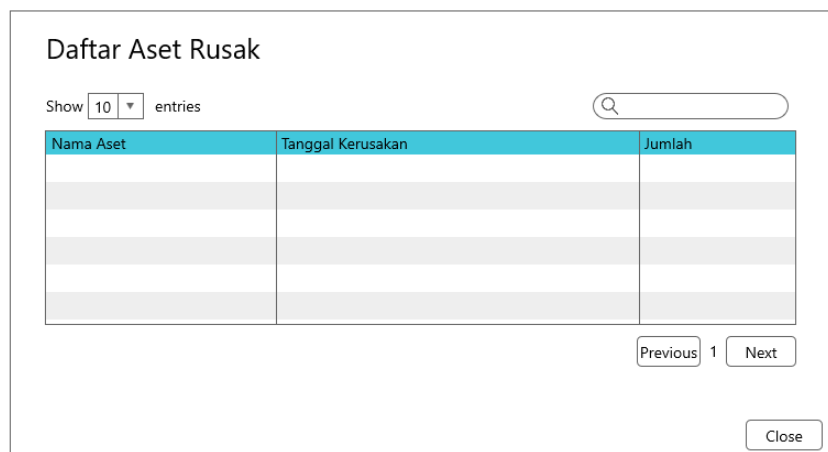 Daftar Aset Rusak
Show 10 entries
Nama Aset Tanggal Kerusakan Jumlah
Previous 1 Next
Close